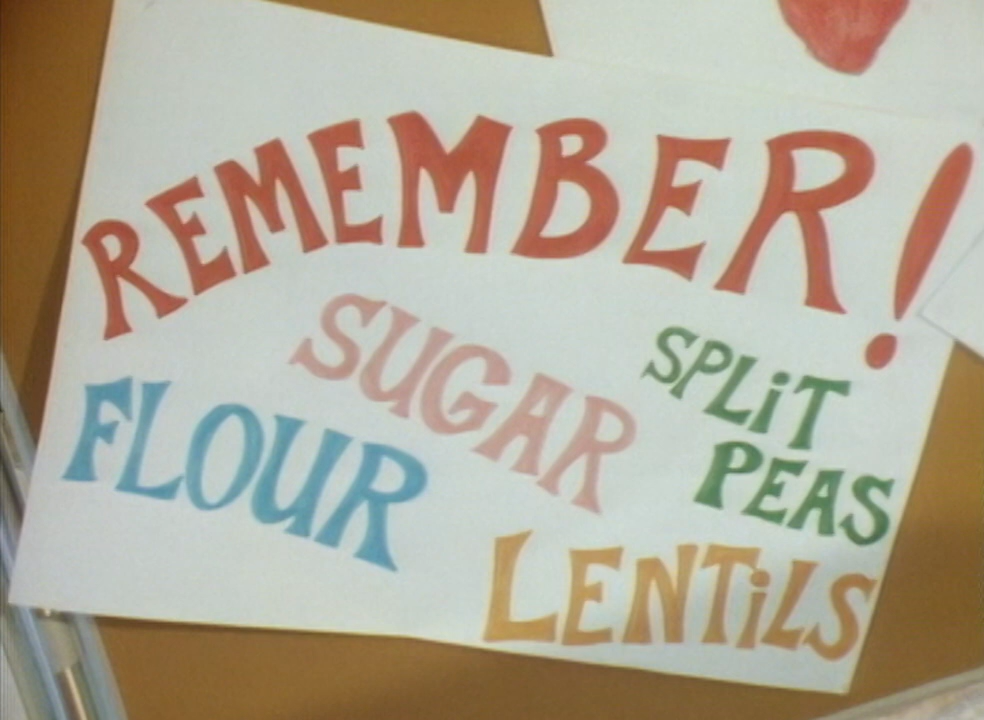 REMEMBER!
SUGAR
SPLiT
PEAS
FLOUR
LENTiLS